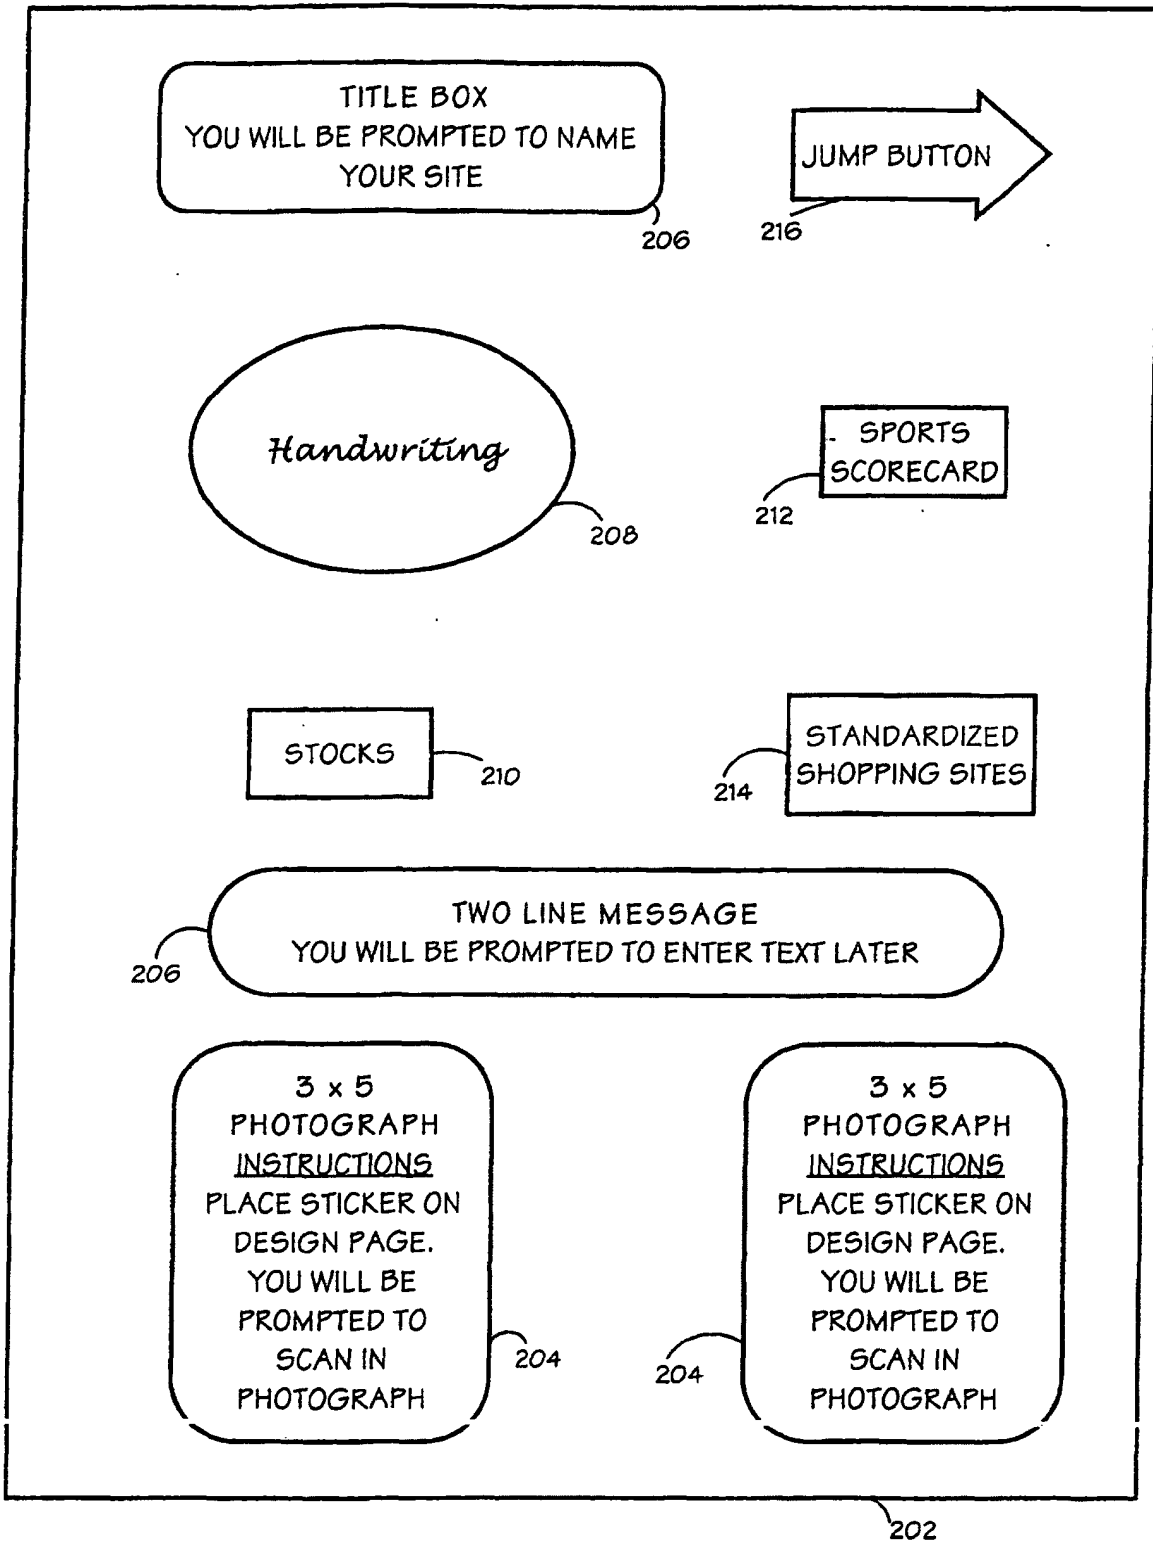 TITLE BOX
YOU WILL BE PROMPTED TO NAME
YOUR SITE
206
JUMP BUTTON
216
Handwriting
208
SPORTS
SCORECARD
212
STOCKS
210
STANDARDIZED
SHOPPING SITES
214
TWO LINE MESSAGE
YOU WILL BE PROMPTED TO ENTER TEXT LATER
206
3 x 5
PHOTOGRAPH
INSTRUCTIONS
PLACE STICKER ON
DESIGN PAGE.
YOU WILL BE
PROMPTED TO
SCAN IN
PHOTOGRAPH
204
3 x 5
PHOTOGRAPH
INSTRUCTIONS
PLACE STICKER ON
DESIGN PAGE.
YOU WILL BE
PROMPTED TO
SCAN IN
PHOTOGRAPH
204
202